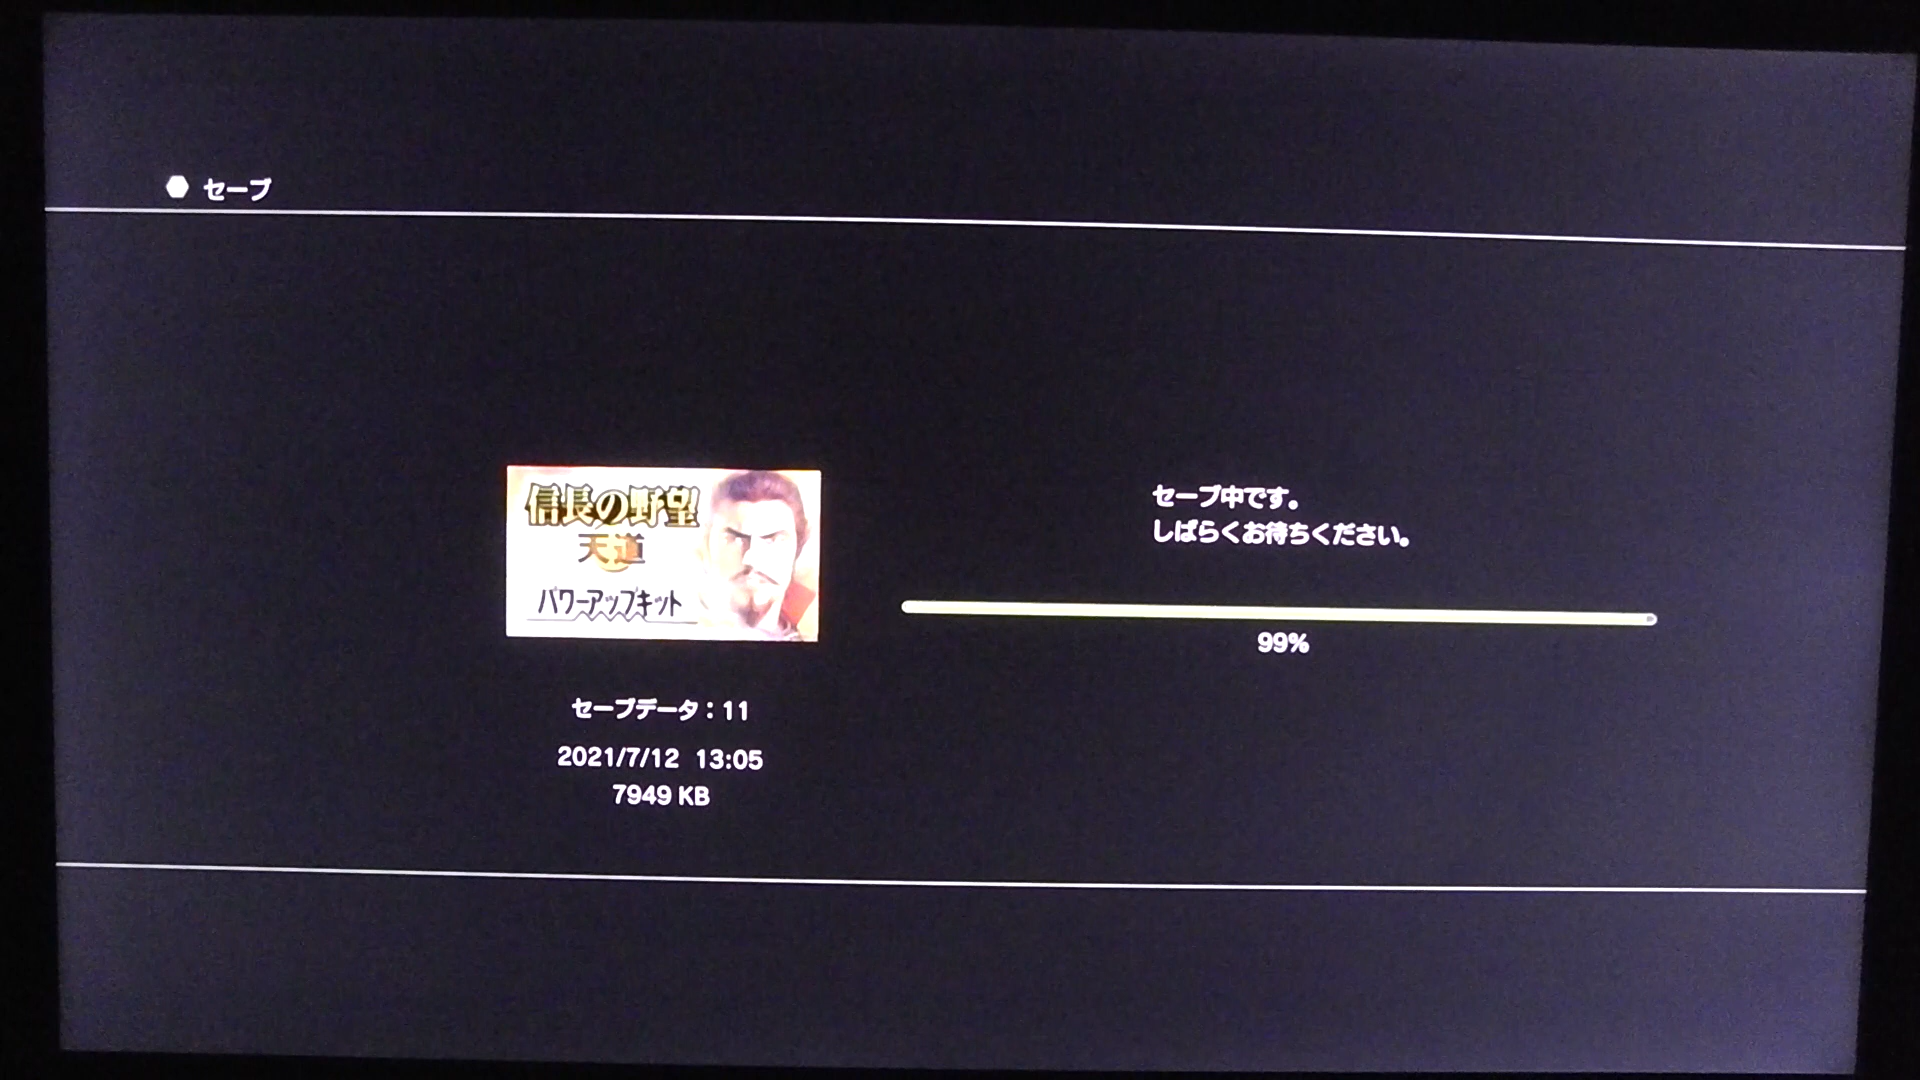 セーブ
信長の野望
天道
パワーアップキット
セーブデータ：11
2021/7/12 13:05
7949 KB
セーブ中です。
しばらくお待ちください。
99%